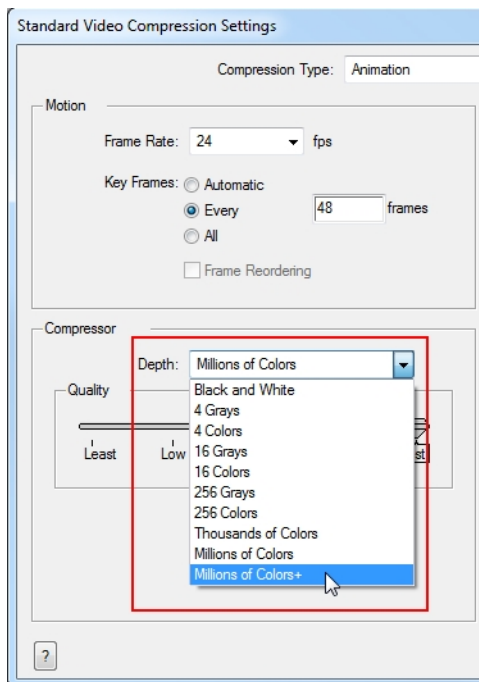 Standard Video Compression Settings
Compression Type: Animation
Motion
Frame Rate: 24 fps
Key Frames: Automatic
Every 48 frames
All
Frame Reordering
Compressor
Depth: Millions of Colors
Quality
Least Low
Black and White
4 Grays
4 Colors
16 Grays
16 Colors
256 Grays
256 Colors
Thousands of Colors
Millions of Colors
Millions of Colors+
?